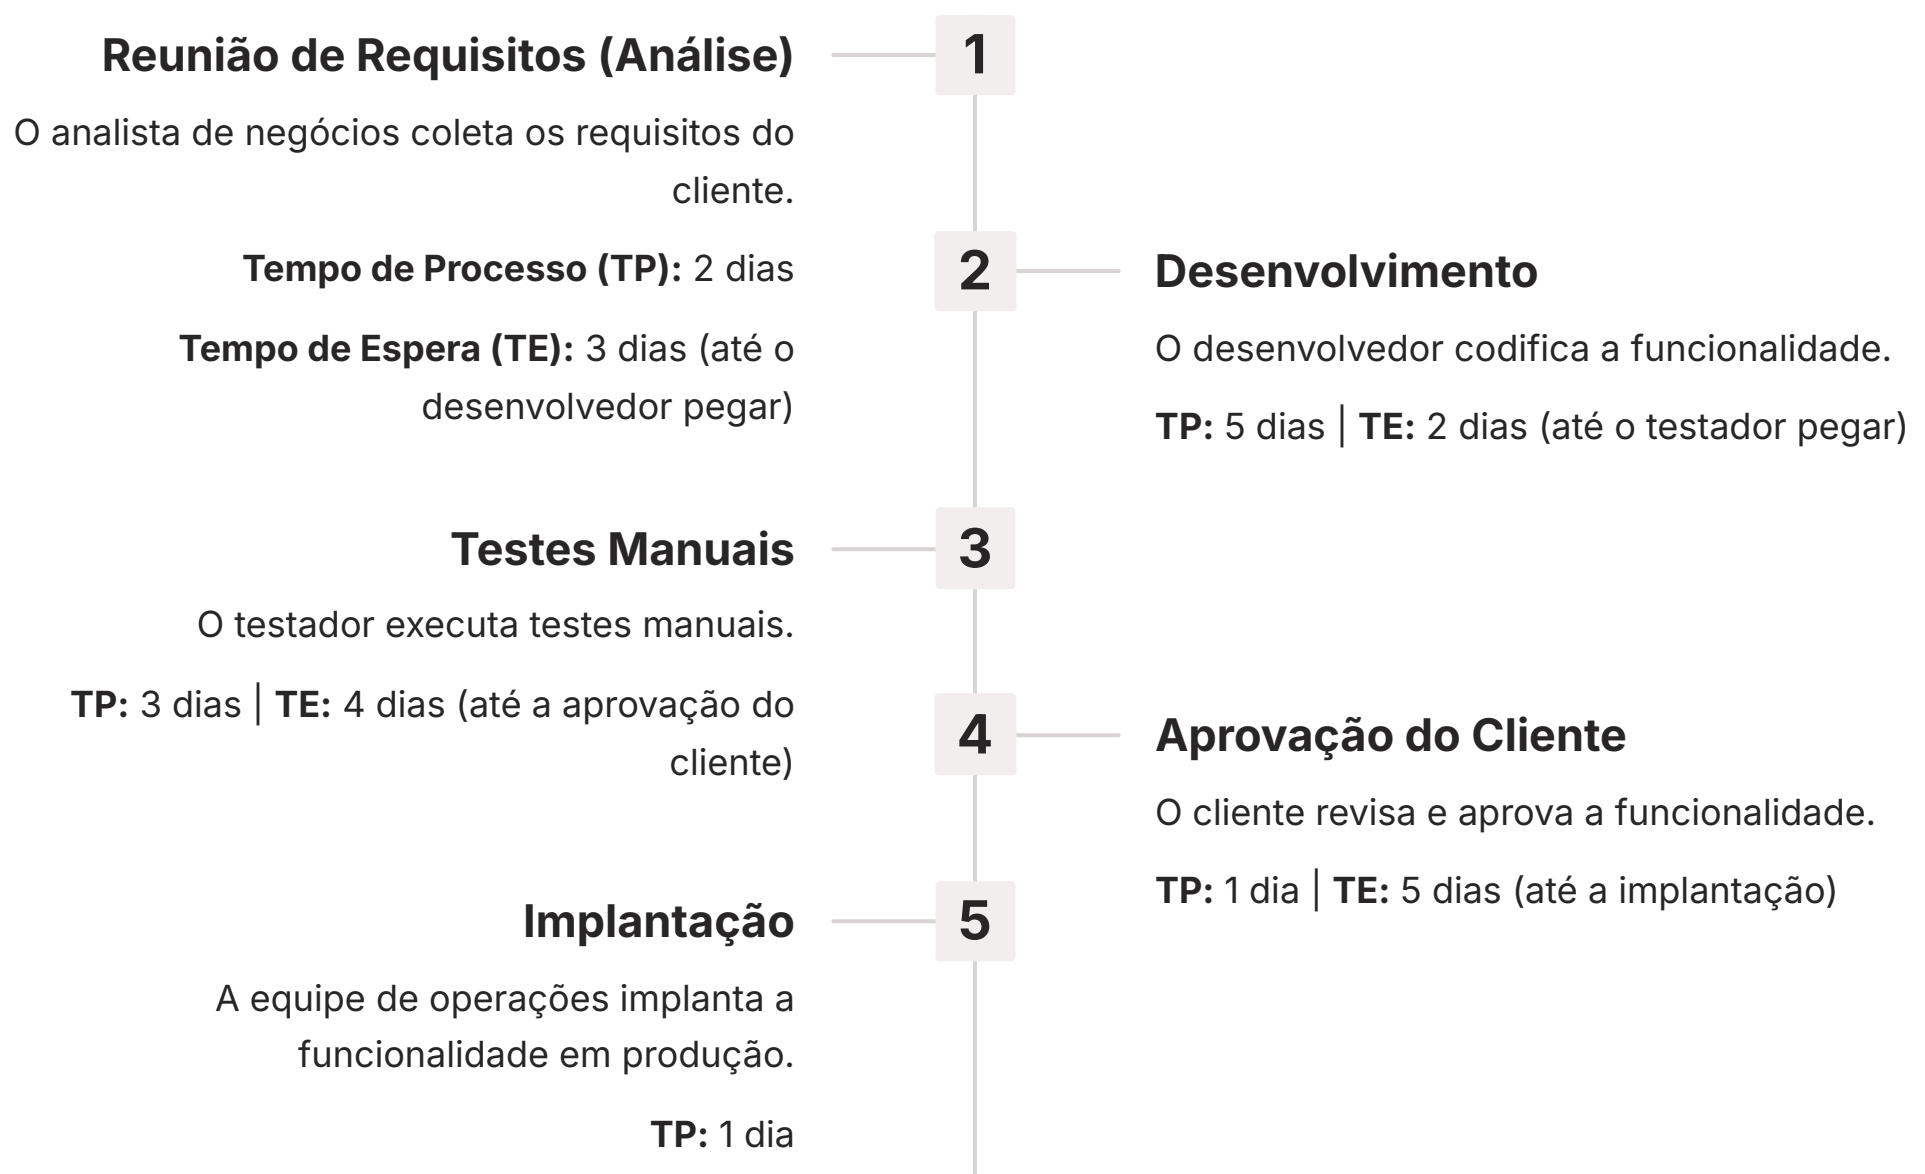 Reunião de Requisitos (Análise)
1
O analista de negócios coleta os requisitos do
cliente.
Tempo de Processo (TP): 2 dias
Tempo de Espera (TE): 3 dias (até o
desenvolvedor pegar)
2
Desenvolvimento
O desenvolvedor codifica a funcionalidade.
TP: 5 dias | TE: 2 dias (até o testador pegar)
Testes Manuais
3
O testador executa testes manuais.
TP: 3 dias | TE: 4 dias (até a aprovação do
cliente)
4
Aprovação do Cliente
O cliente revisa e aprova a funcionalidade.
TP: 1 dia | TE: 5 dias (até a implantação)
Implantação
5
A equipe de operações implanta a
funcionalidade em produção.
TP: 1 dia